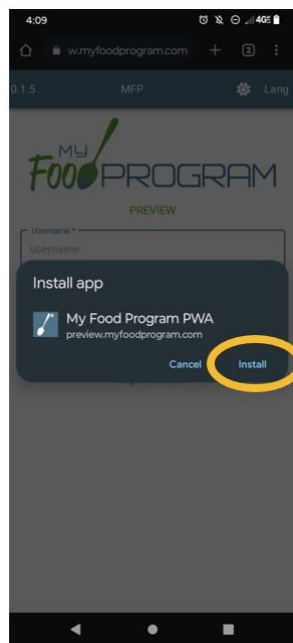 4:09
4GE
w.myfoodprogram.com
2
0.1.5 MFP Lang
MY
FOOD PROGRAM
PREVIEW
Username *
username
Install app
My Food Program PWA
preview.myfoodprogram.com
Cancel Install